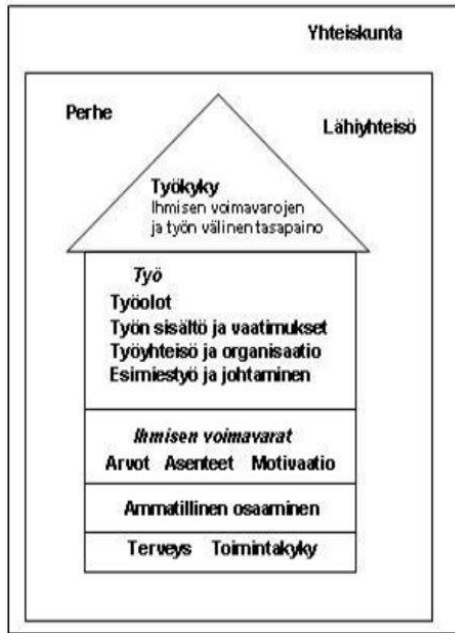 Yhteiskunta
Perhe
Lähiyhteisö
Työkyky
Ihmisen voimavarojen
ja työn välinen tasapaino
Työ
Työolot
Työn sisältö ja vaatimukset
Työyhteisö ja organisaatio
Esimiestyö ja johtaminen
Ihmisen voimavarat
Arvot Asenteet Motivaatio
Ammatillinen osaaminen
Terveys Toimintakyky